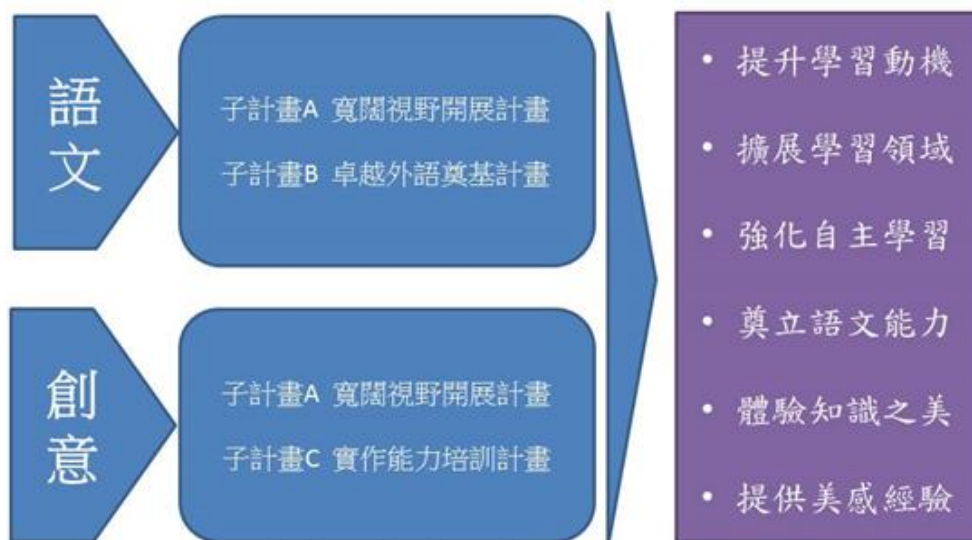 語文
子計畫A 寬闊視野開展計畫
子計畫B 卓越外語奠基計畫
創意
子計畫A 寬闊視野開展計畫
子計畫C 實作能力培訓計畫
• 提升學習動機
• 擴展學習領域
• 強化自主學習
• 奠立語文能力
• 體驗知識之美
• 提供美感經驗